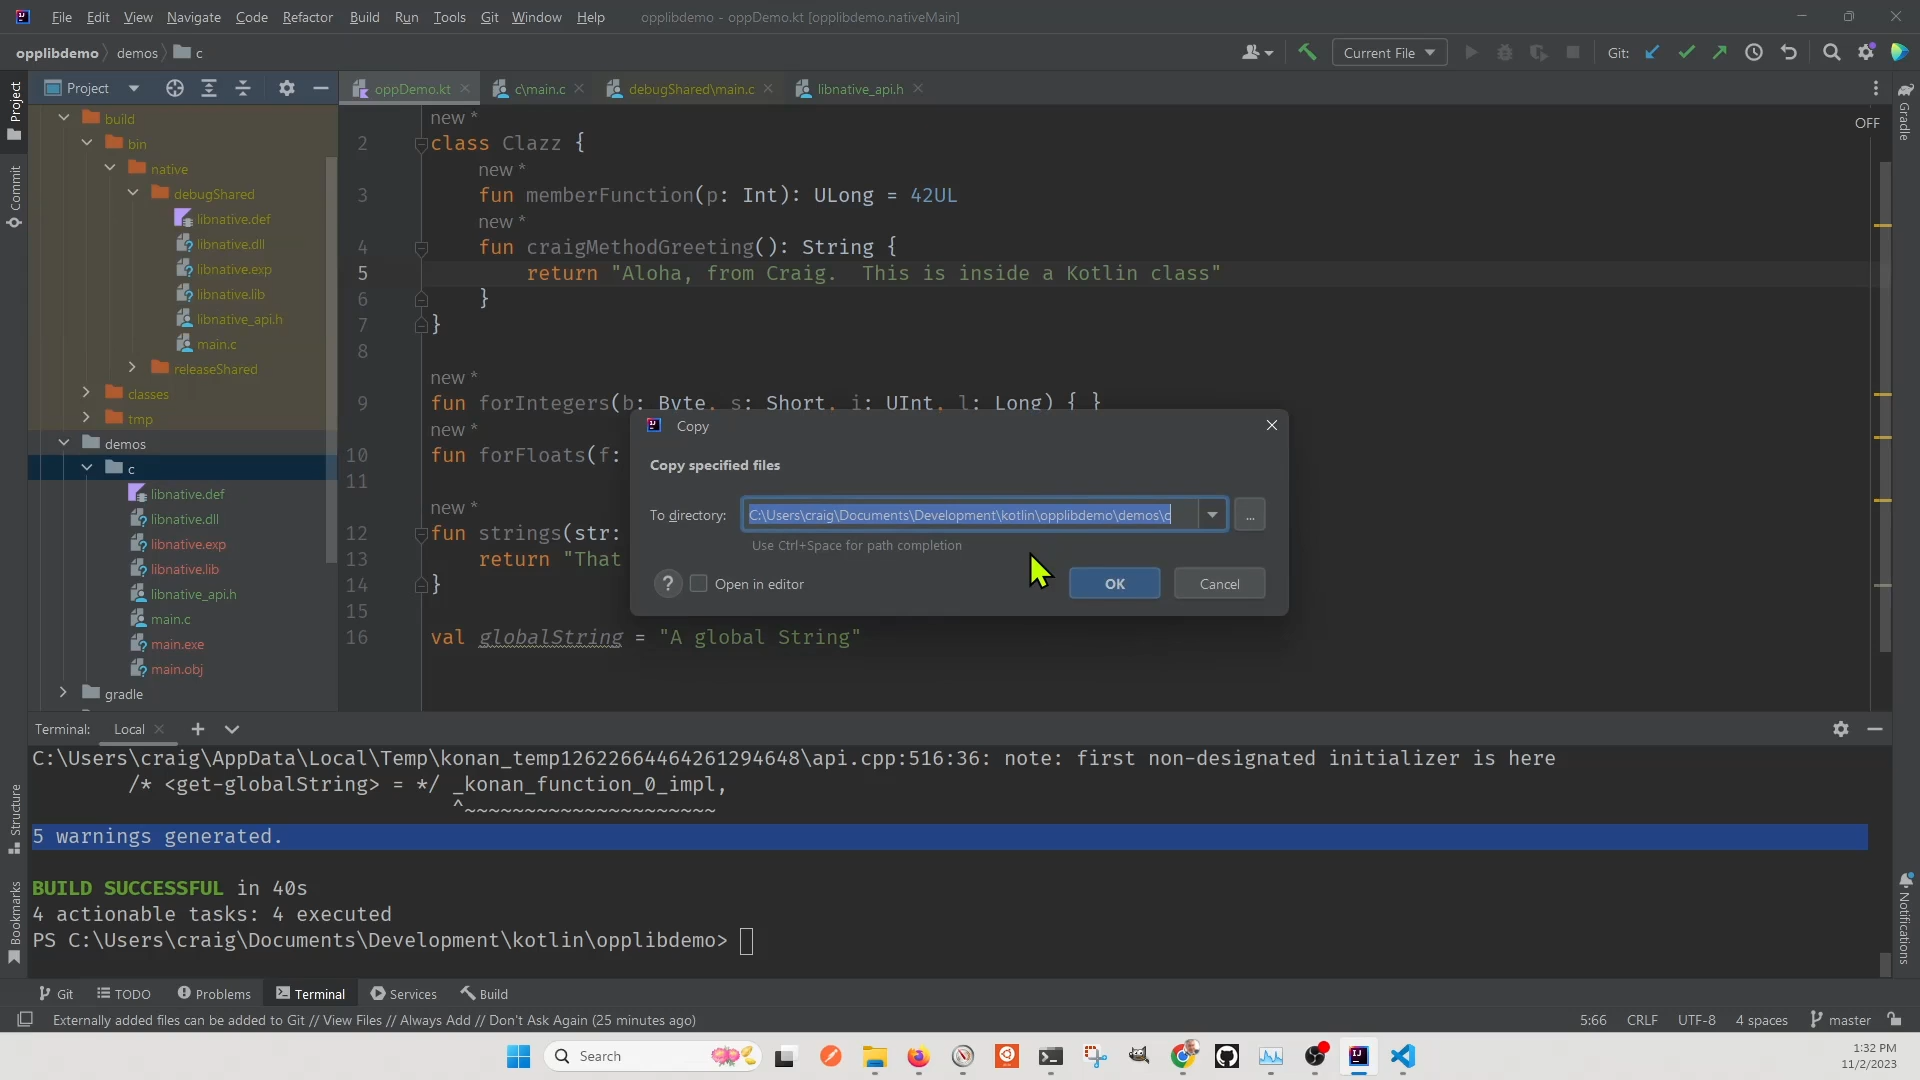 File Edit View Navigate Code Refactor Build Run Tools Git Window Help opplibdemo - oppDemo.kt [opplibdemo.nativeMain]
opplibdemo demos c Current File Git:
Project oppDemo.kt c\main.c debugShared\main.c libnative_api.h
Project
Commit
Structure
Bookmarks
Gradle
Notifications
OFF
build
bin
native
debugShared
libnative.def
libnative.dll
libnative.exp
libnative.lib
libnative_api.h
main.c
releaseShared
classes
tmp
demos
c
libnative.def
libnative.dll
libnative.exp
libnative.lib
libnative_api.h
main.c
main.exe
main.obj
gradle
new *
2 class Clazz {
new *
3 fun memberFunction(p: Int): ULong = 42UL
new *
4 fun craigMethodGreeting(): String {
5 return "Aloha, from Craig.  This is inside a Kotlin class"
6 }
7 }
8
new *
9 fun forIntegers(b: Byte, s: Short, i: UInt, l: Long) { }
new *
10 fun forFloats(f:
11
new *
12 fun strings(str:
13 return "That
14 }
15
16 val globalString = "A global String"
Copy
Copy specified files
To directory: C:\Users\craig\Documents\Development\kotlin\opplibdemo\demos\c ...
Use Ctrl+Space for path completion
? Open in editor OK Cancel
Terminal: Local
C:\Users\craig\AppData\Local\Temp\konan_temp12622664464261294648\api.cpp:516:36: note: first non-designated initializer is here
/* <get-globalString> = */ _konan_function_0_impl,
^~~~~~~~~~~~~~~~~~~~~~
5 warnings generated.
BUILD SUCCESSFUL in 40s
4 actionable tasks: 4 executed
PS C:\Users\craig\Documents\Development\kotlin\opplibdemo>
Git TODO Problems Terminal Services Build
Externally added files can be added to Git // View Files // Always Add // Don't Ask Again (25 minutes ago) 5:66 CRLF UTF-8 4 spaces master
Search
1:32 PM
11/2/2023